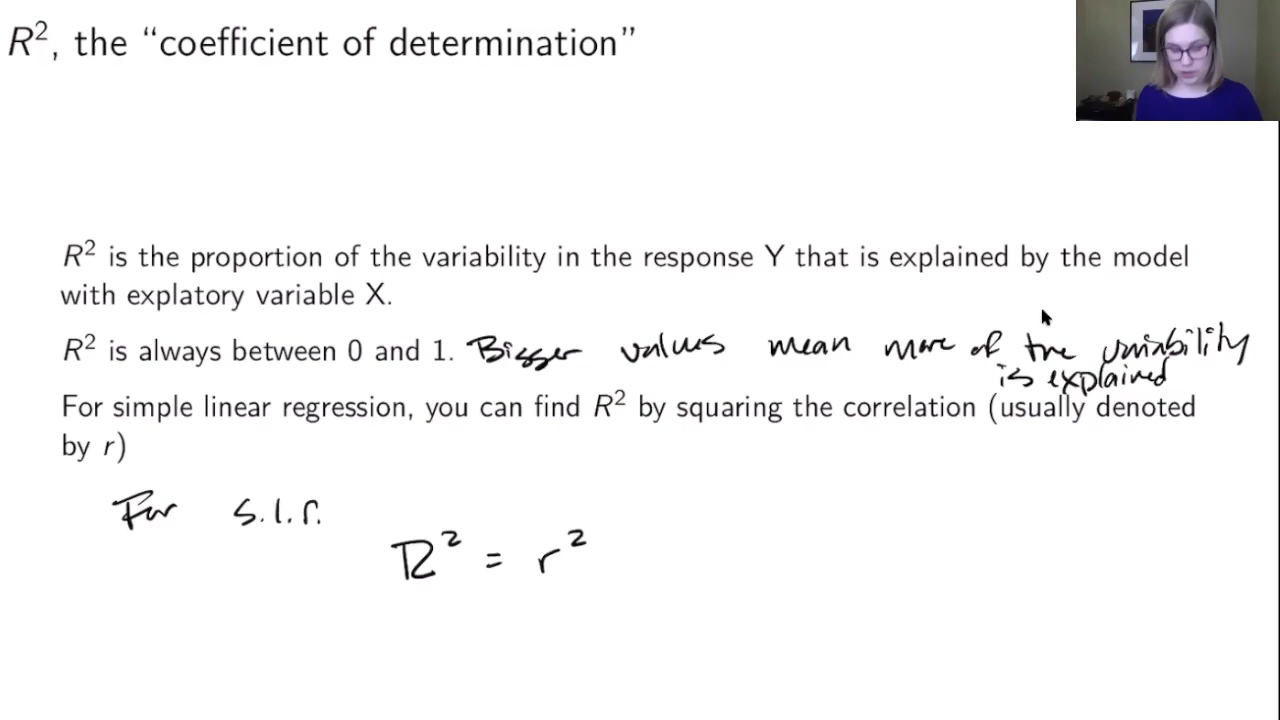 R², the “coefficient of determination”
R² is the proportion of the variability in the response Y that is explained by the model
with explatory variable X.
R² is always between 0 and 1. Bigger values mean more of the variability
is explained
For simple linear regression, you can find R² by squaring the correlation (usually denoted
by r)
For s.l.r.
R² = r²